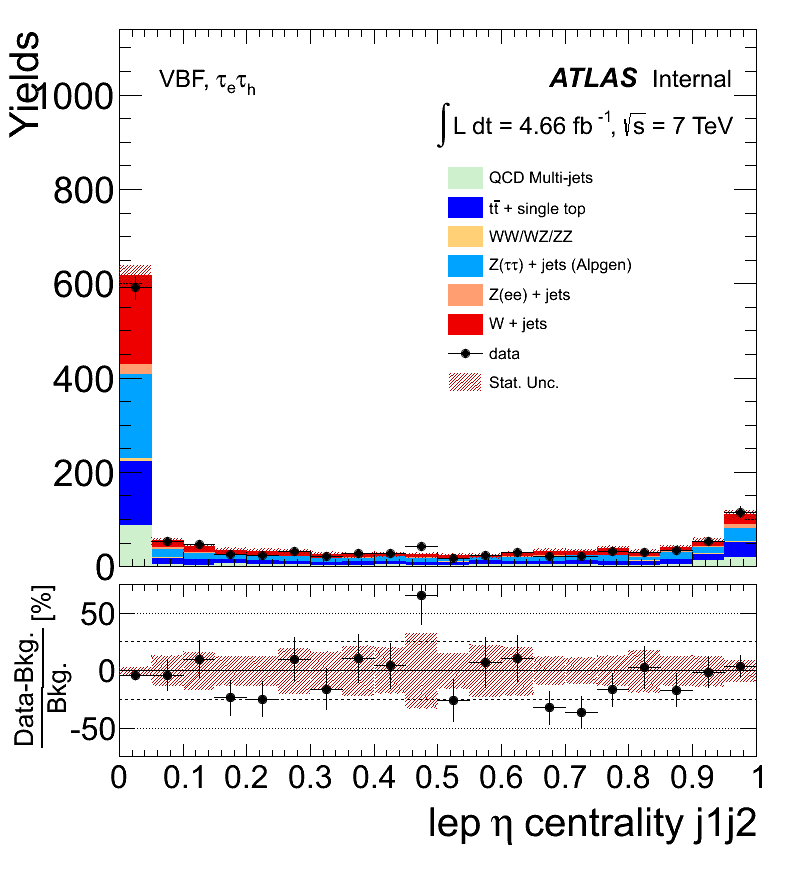 Yields
1000
800
600
400
200
0
VBF, τeτh
ATLAS Internal
∫ L dt = 4.66 fb⁻¹, √s = 7 TeV
QCD Multi-jets
tt̄ + single top
WW/WZ/ZZ
Z(ττ) + jets (Alpgen)
Z(ee) + jets
W + jets
data
Stat. Unc.
Data-Bkg.
Bkg.
[%]
50
0
-50
0 0.1 0.2 0.3 0.4 0.5 0.6 0.7 0.8 0.9 1
lep η centrality j1j2